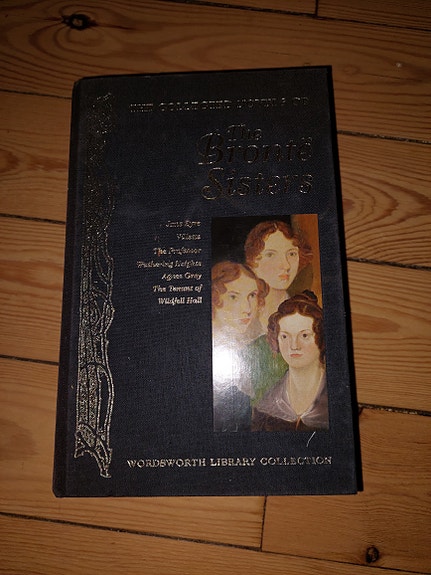 THE COLLECTED NOVELS OF
The
Brontë
Sisters
Jane Eyre
Villette
The Professor
Wuthering Heights
Agnes Grey
The Tenant of
Wildfell Hall
WORDSWORTH LIBRARY COLLECTION